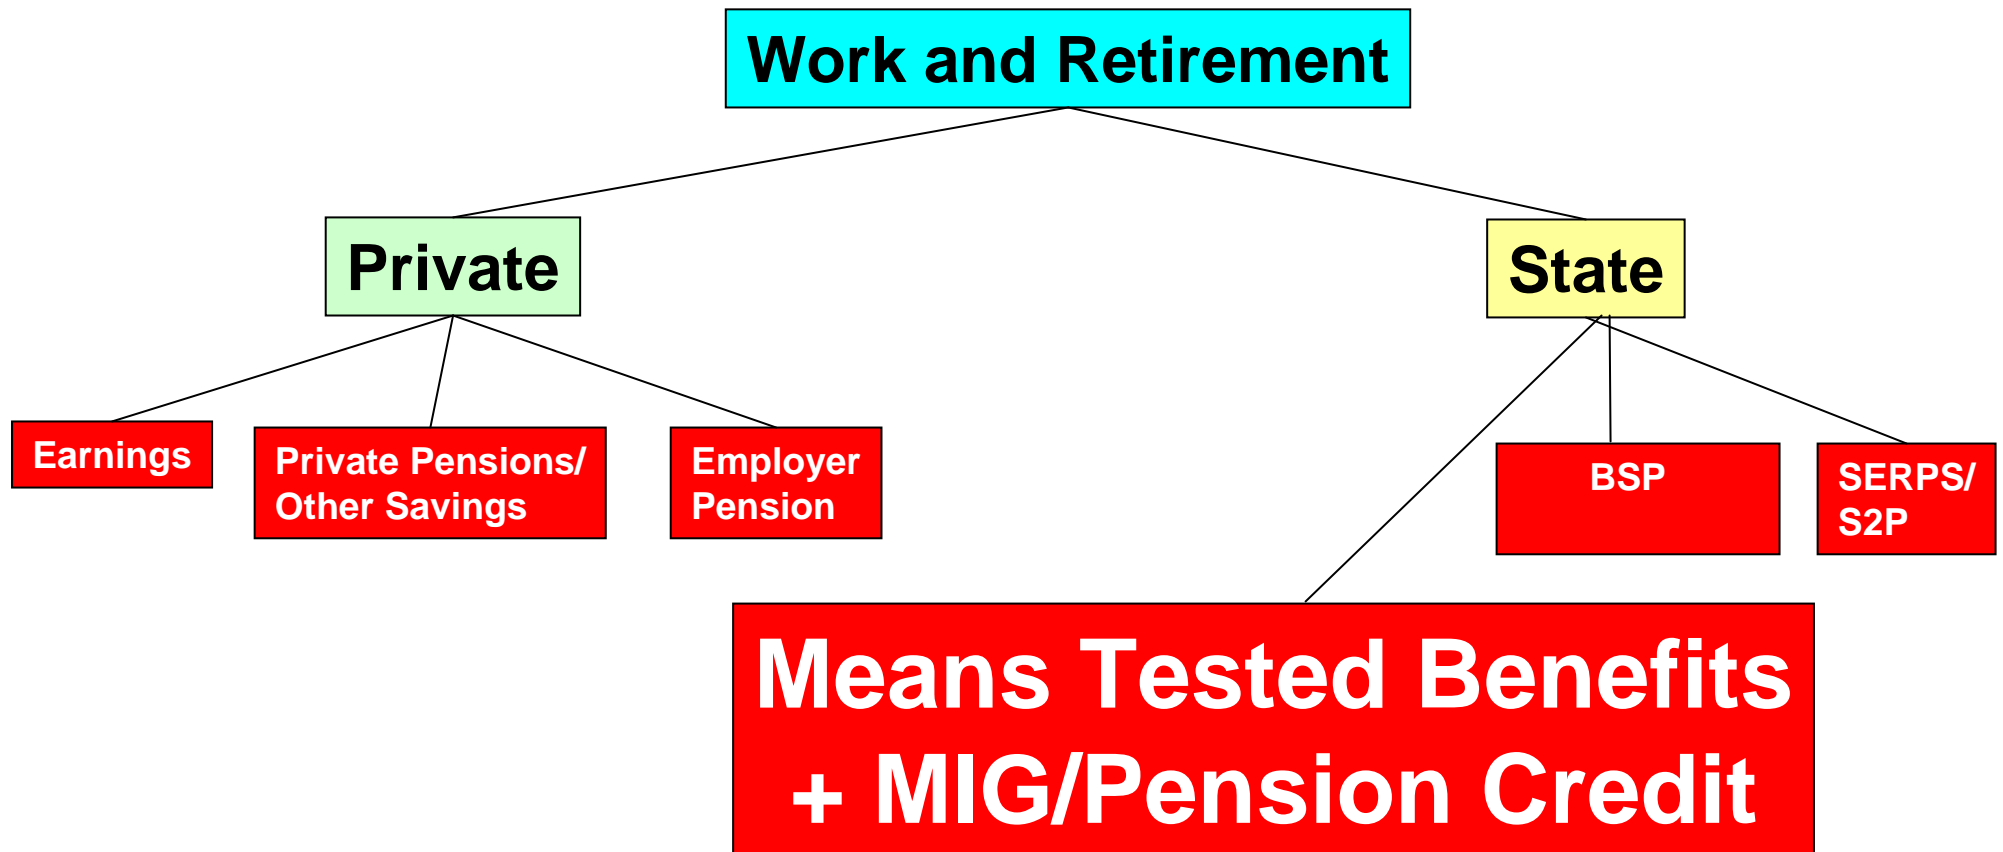 Work and Retirement
Private
State
Earnings
Private Pensions/
Other Savings
Employer
Pension
BSP
SERPS/
S2P
Means Tested Benefits
+ MIG/Pension Credit